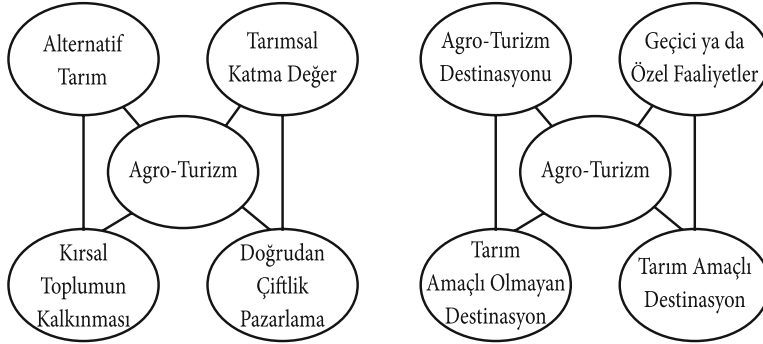 Alternatif
Tarım
Tarımsal
Katma Değer
Agro-Turizm
Kırsal
Toplumun
Kalkınması
Doğrudan
Çiftlik
Pazarlama
Agro-Turizm
Destinasyonu
Geçici ya da
Özel Faaliyetler
Agro-Turizm
Tarım
Amaçlı Olmayan
Destinasyon
Tarım Amaçlı
Destinasyon